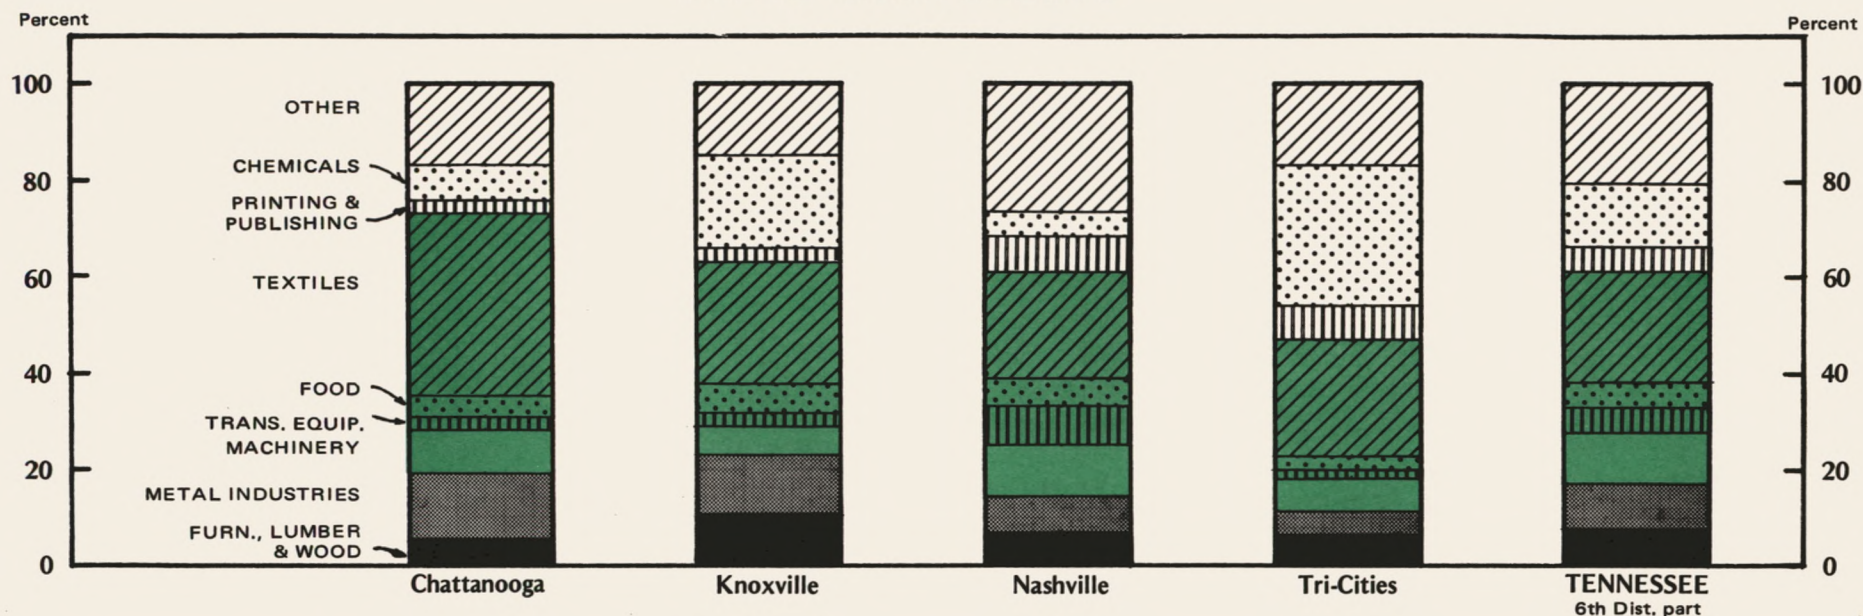 Percent
Percent
100
80
60
40
20
0
OTHER
CHEMICALS
PRINTING &
PUBLISHING
TEXTILES
FOOD
TRANS. EQUIP.
MACHINERY
METAL INDUSTRIES
FURN., LUMBER
& WOOD
100
80
60
40
20
0
Chattanooga
Knoxville
Nashville
Tri-Cities
TENNESSEE
6th Dist. part